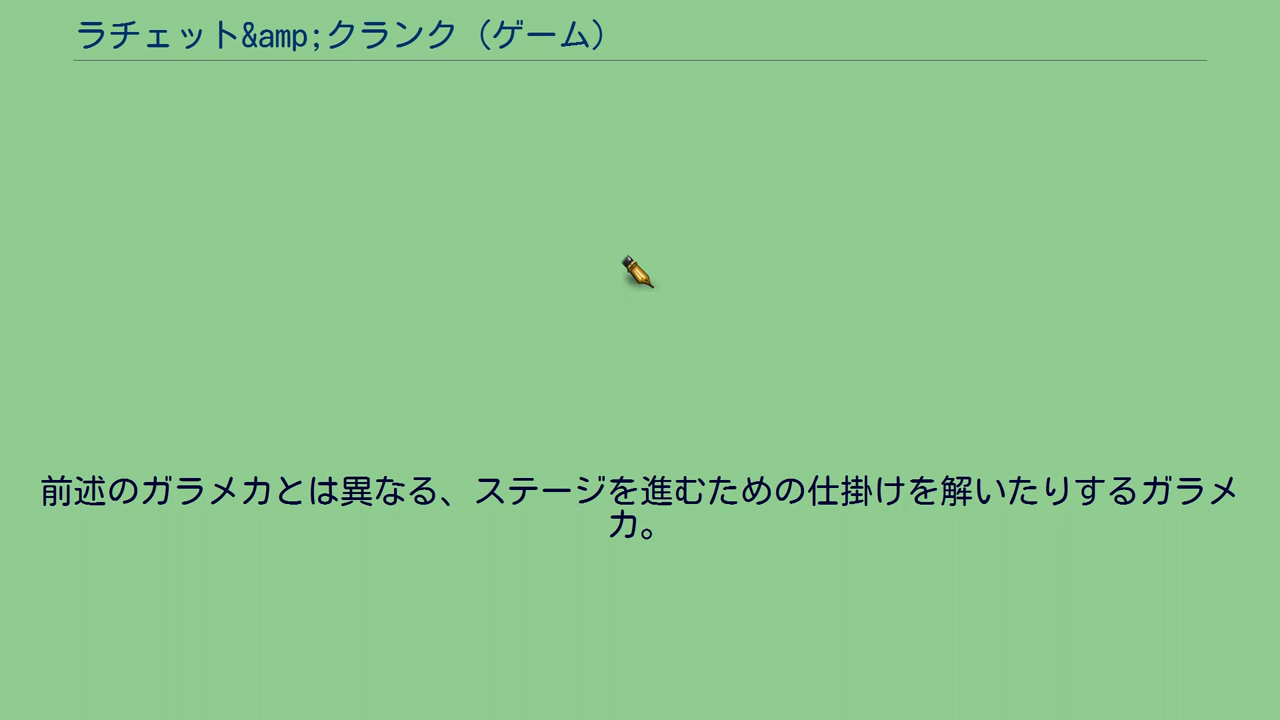 ラチェット&amp;クランク（ゲーム）
前述のガラメカとは異なる、ステージを進むための仕掛けを解いたりするガラメ
カ。